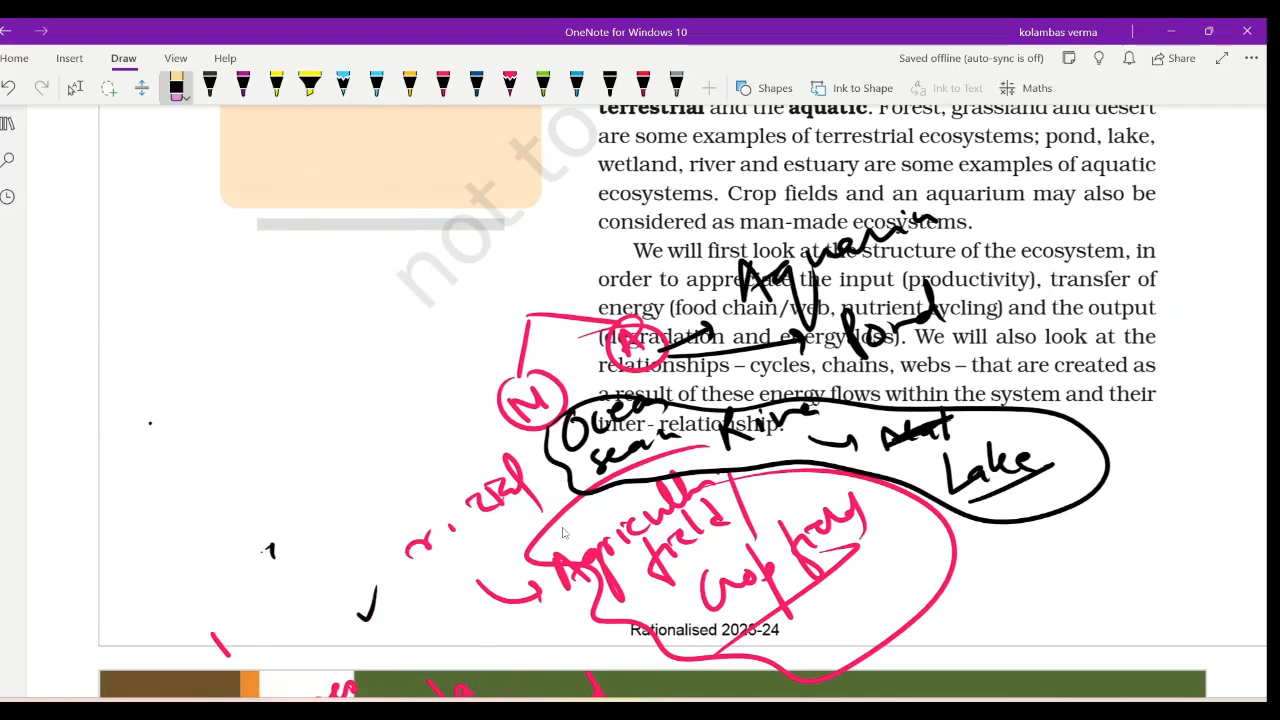 OneNote for Windows 10
kolambas verma
Home Insert Draw View Help
Saved offline (auto-sync is off)
Share
Shapes Ink to Shape Ink to Text Maths
terrestrial and the aquatic. Forest, grassland and desert
are some examples of terrestrial ecosystems; pond, lake,
wetland, river and estuary are some examples of aquatic
ecosystems. Crop fields and an aquarium may also be
considered as man-made ecosystems.
We will first look at the structure of the ecosystem, in
order to appreciate the input (productivity), transfer of
energy (food chain/web, nutrient cycling) and the output
(degradation and energy loss). We will also look at the
relationships – cycles, chains, webs – that are created as
a result of these energy flows within the system and their
inter- relationship.
not to
Pond
A
N
Ocean
Lake
field
Crop field
Rationalised 2023-24